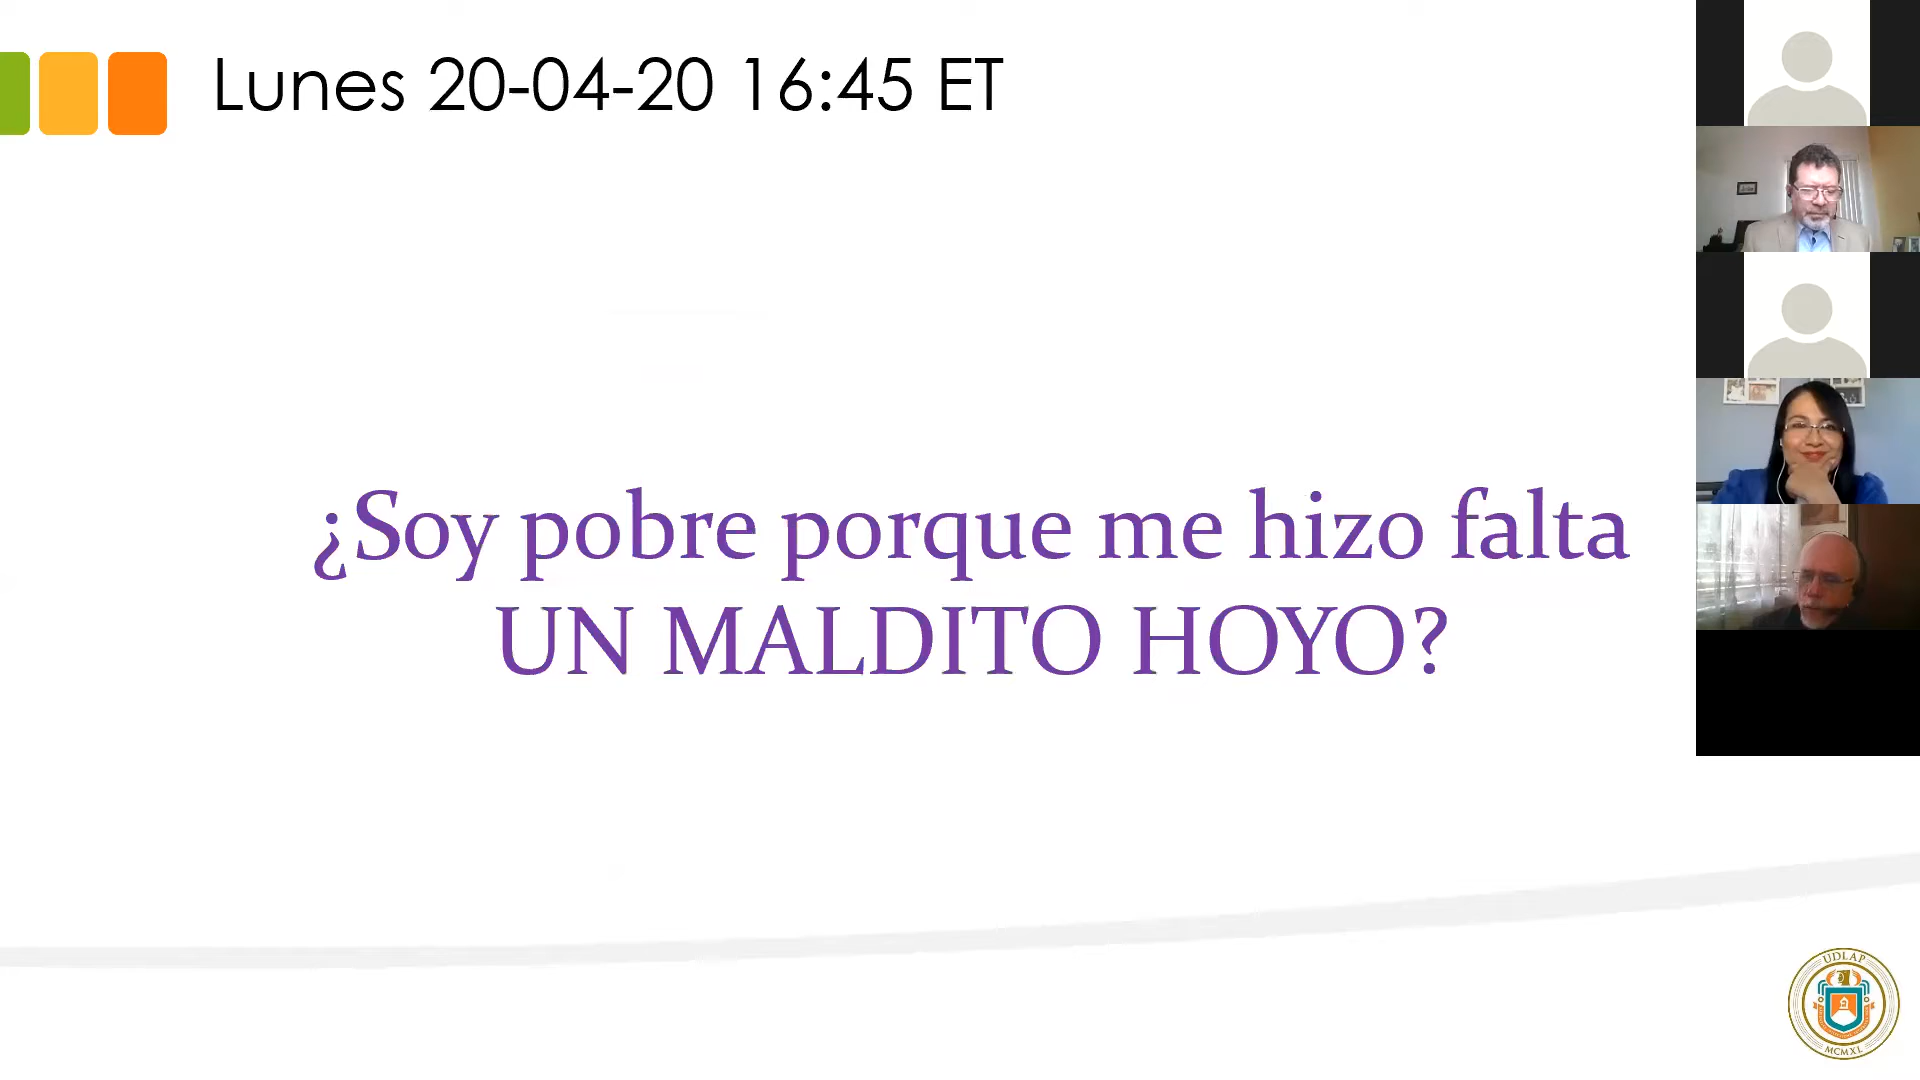 Lunes 20-04-20 16:45 ET
¿Soy pobre porque me hizo falta
UN MALDITO HOYO?
UDLAP
MCMXL